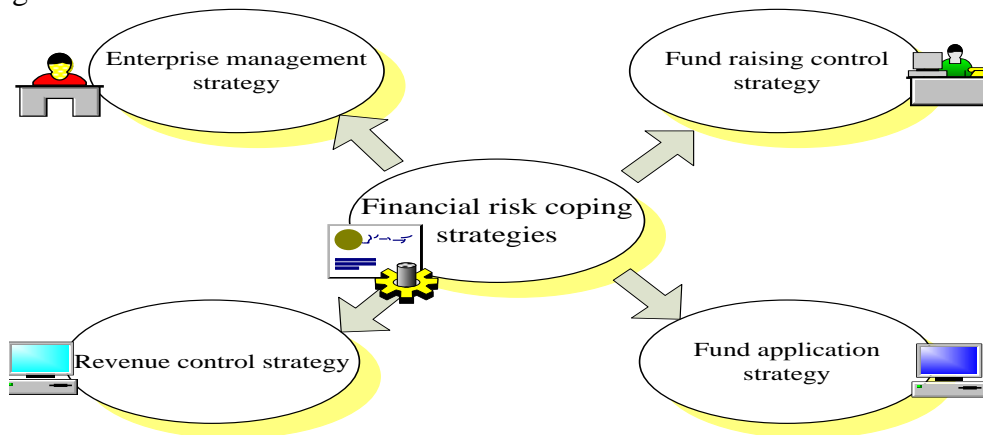 Enterprise management
strategy
Fund raising control
strategy
Financial risk coping
strategies
Revenue control strategy
Fund application
strategy